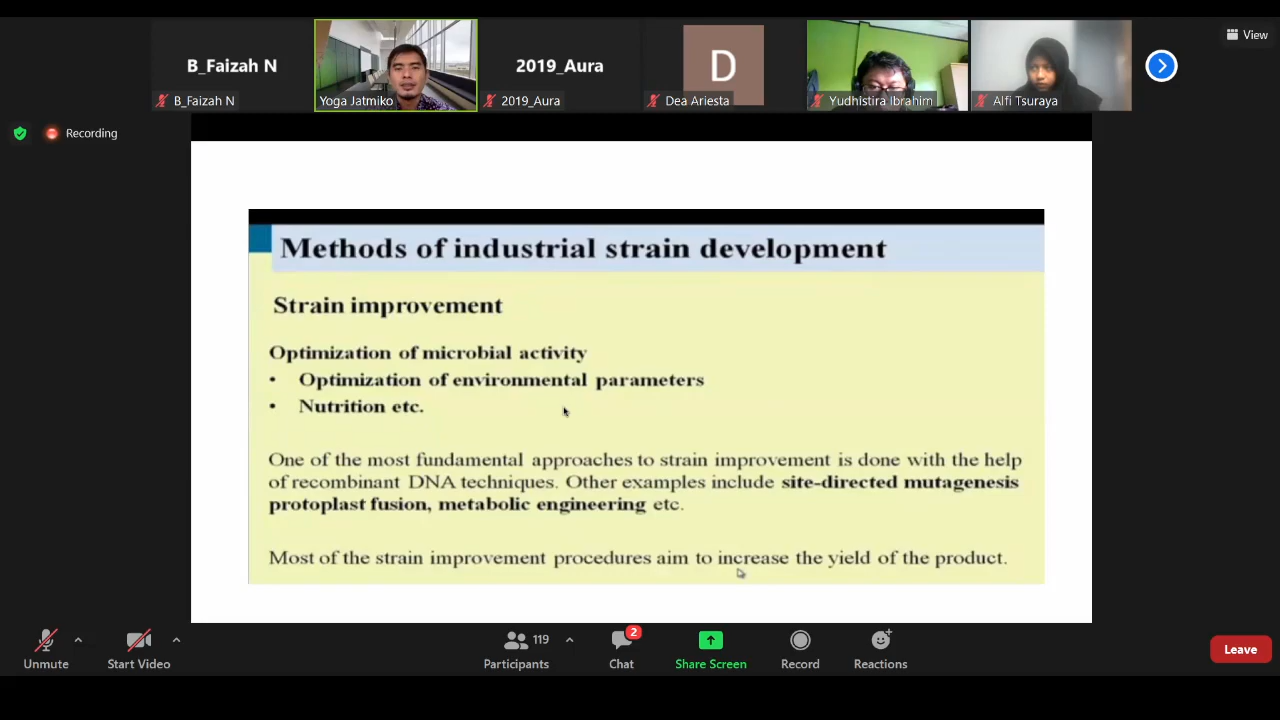 View
B_Faizah N
2019_Aura
D
B_Faizah N
Yoga Jatmiko
2019_Aura
Dea Ariesta
Yudhistira Ibrahim
Alfi Tsuraya
Recording
Methods of industrial strain development
Strain improvement
Optimization of microbial activity
• Optimization of environmental parameters
• Nutrition etc.
One of the most fundamental approaches to strain improvement is done with the help
of recombinant DNA techniques. Other examples include site-directed mutagenesis
protoplast fusion, metabolic engineering etc.
Most of the strain improvement procedures aim to increase the yield of the product.
Unmute
Start Video
119
Participants
2
Chat
Share Screen
Record
Reactions
Leave